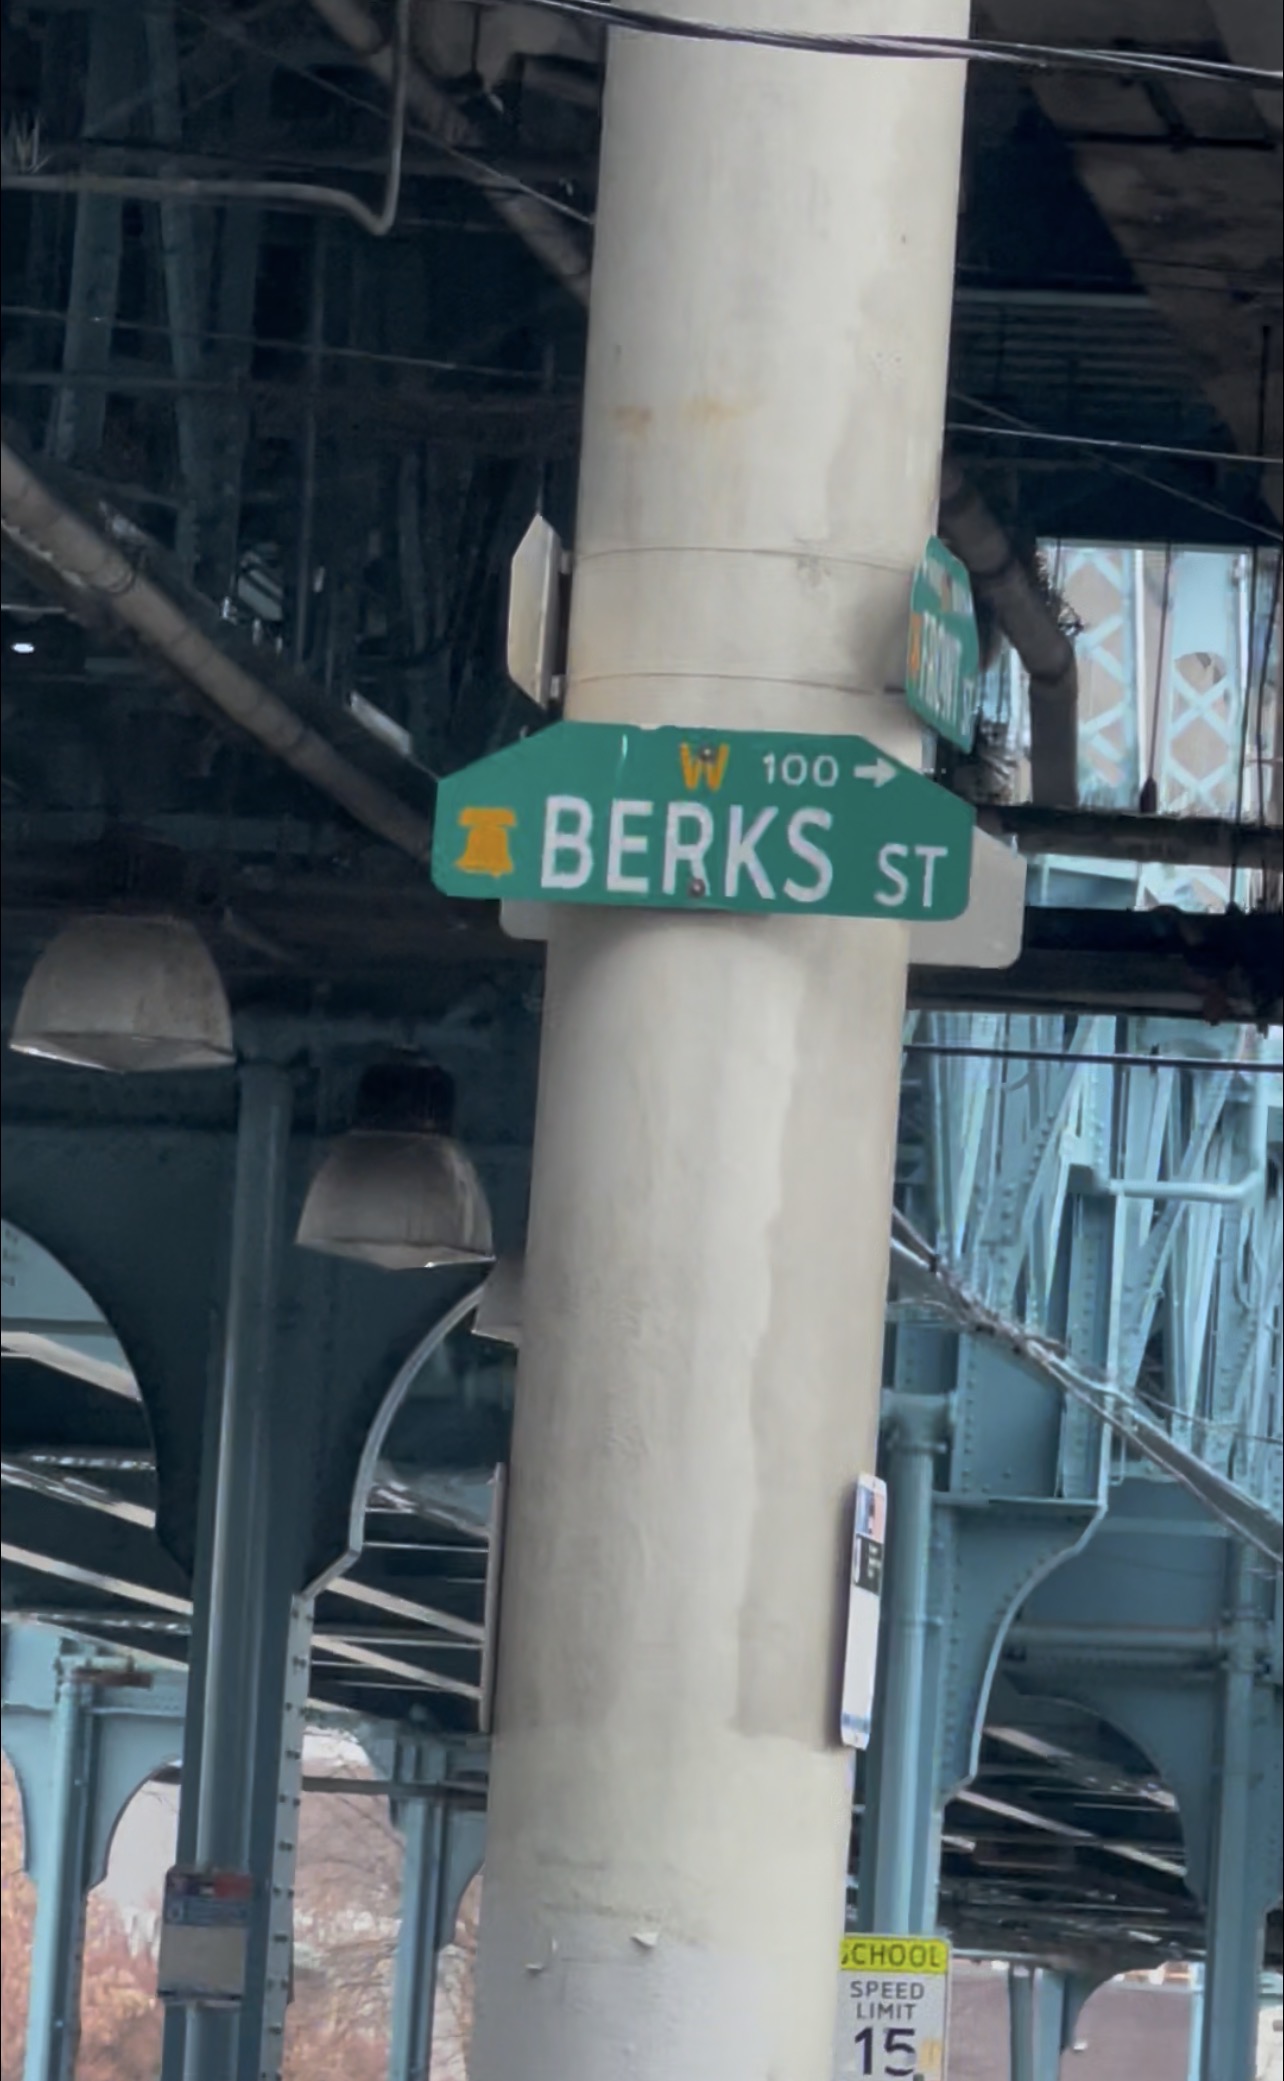 FRONT ST
W 100 →
BERKS ST
SCHOOL
SPEED
LIMIT
15